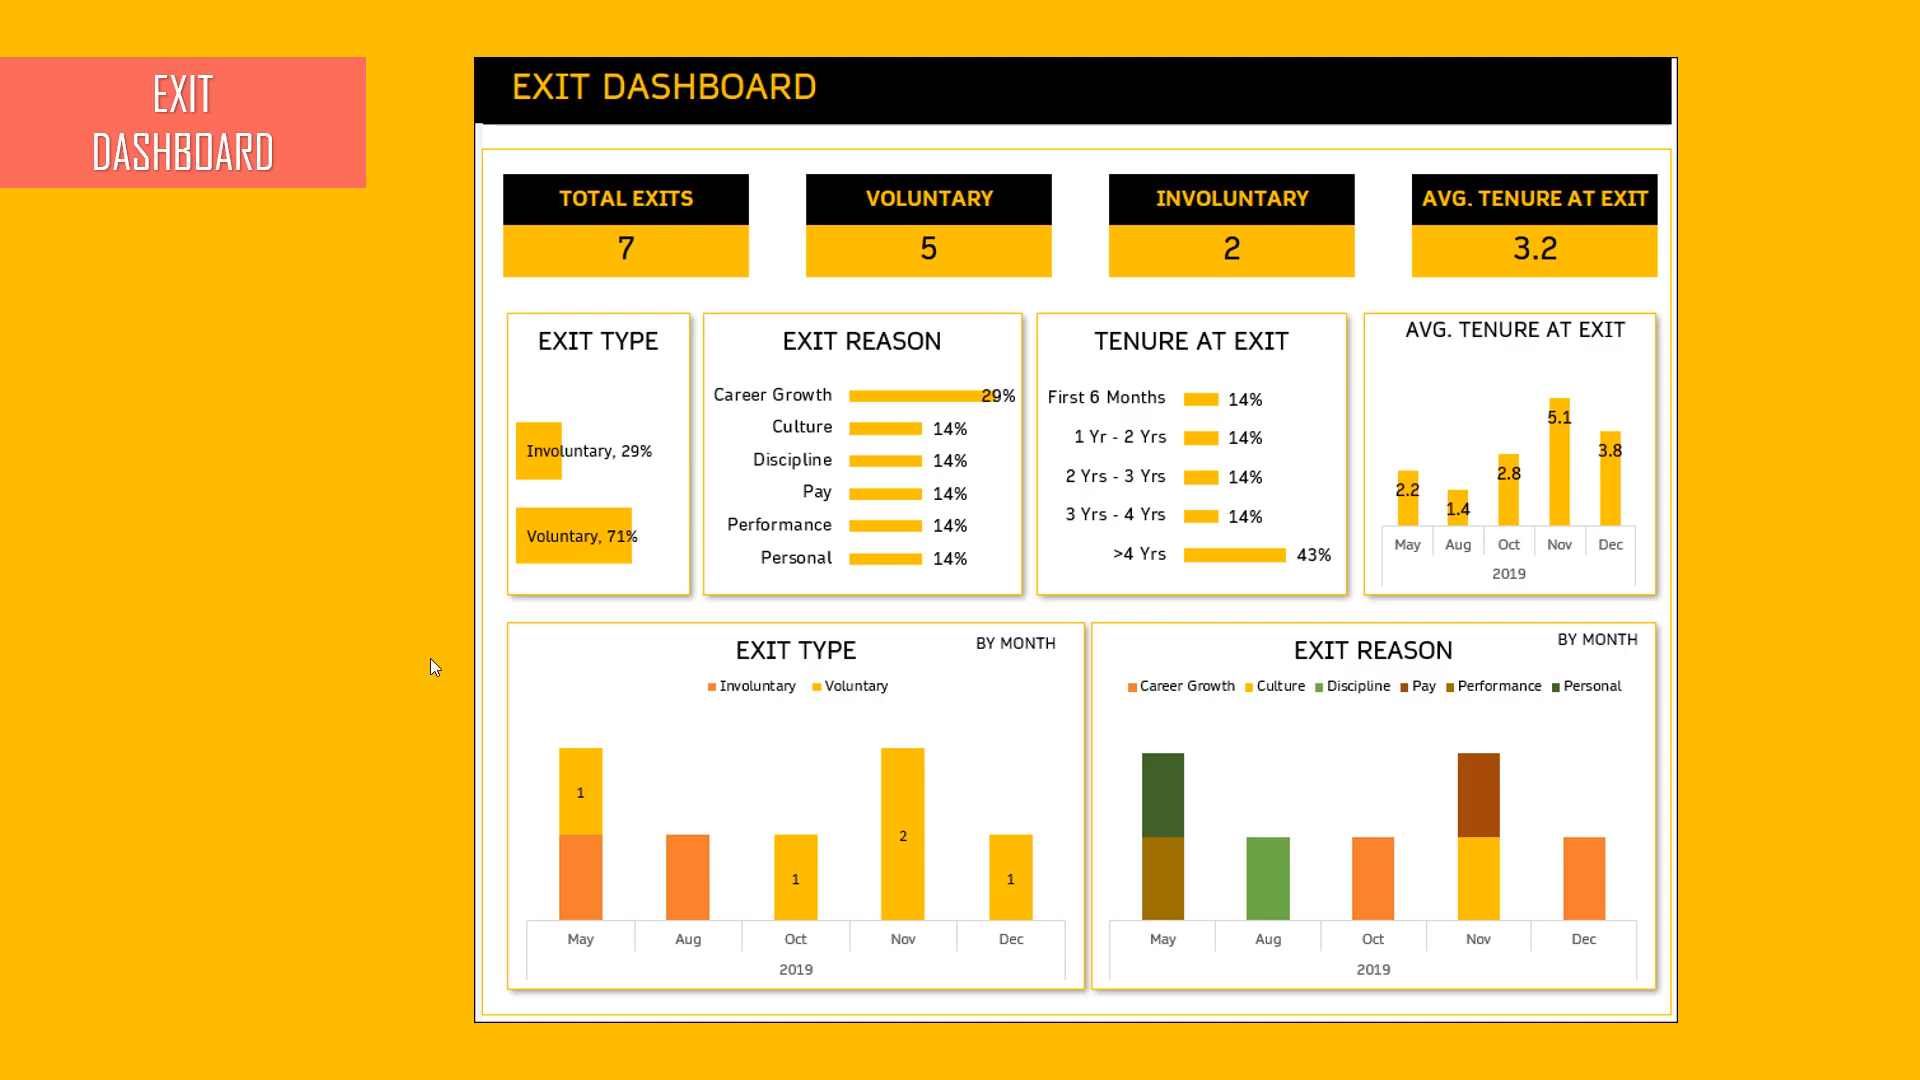 EXIT
DASHBOARD
EXIT DASHBOARD
TOTAL EXITS
7
VOLUNTARY
5
INVOLUNTARY
2
AVG. TENURE AT EXIT
3.2
EXIT TYPE
Involuntary, 29%
Voluntary, 71%
EXIT REASON
Career Growth 29%
Culture 14%
Discipline 14%
Pay 14%
Performance 14%
Personal 14%
TENURE AT EXIT
First 6 Months 14%
1 Yr - 2 Yrs 14%
2 Yrs - 3 Yrs 14%
3 Yrs - 4 Yrs 14%
>4 Yrs 43%
AVG. TENURE AT EXIT
2.2 1.4 2.8 5.1 3.8
May Aug Oct Nov Dec
2019
EXIT TYPE
BY MONTH
Involuntary Voluntary
1 1 2 1
May Aug Oct Nov Dec
2019
EXIT REASON
BY MONTH
Career Growth Culture Discipline Pay Performance Personal
May Aug Oct Nov Dec
2019